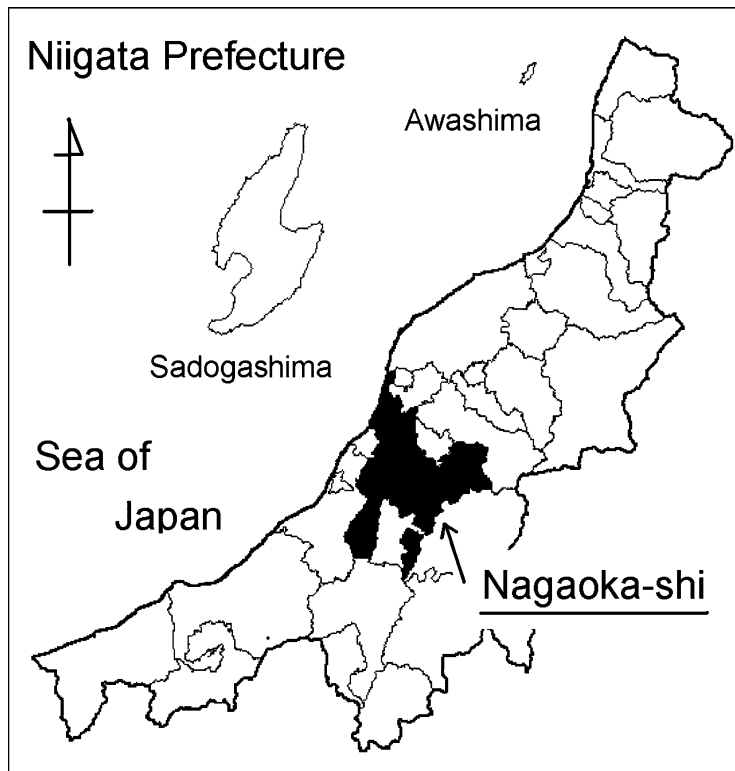 Niigata Prefecture
Awashima
Sadogashima
Sea of
Japan
Nagaoka-shi